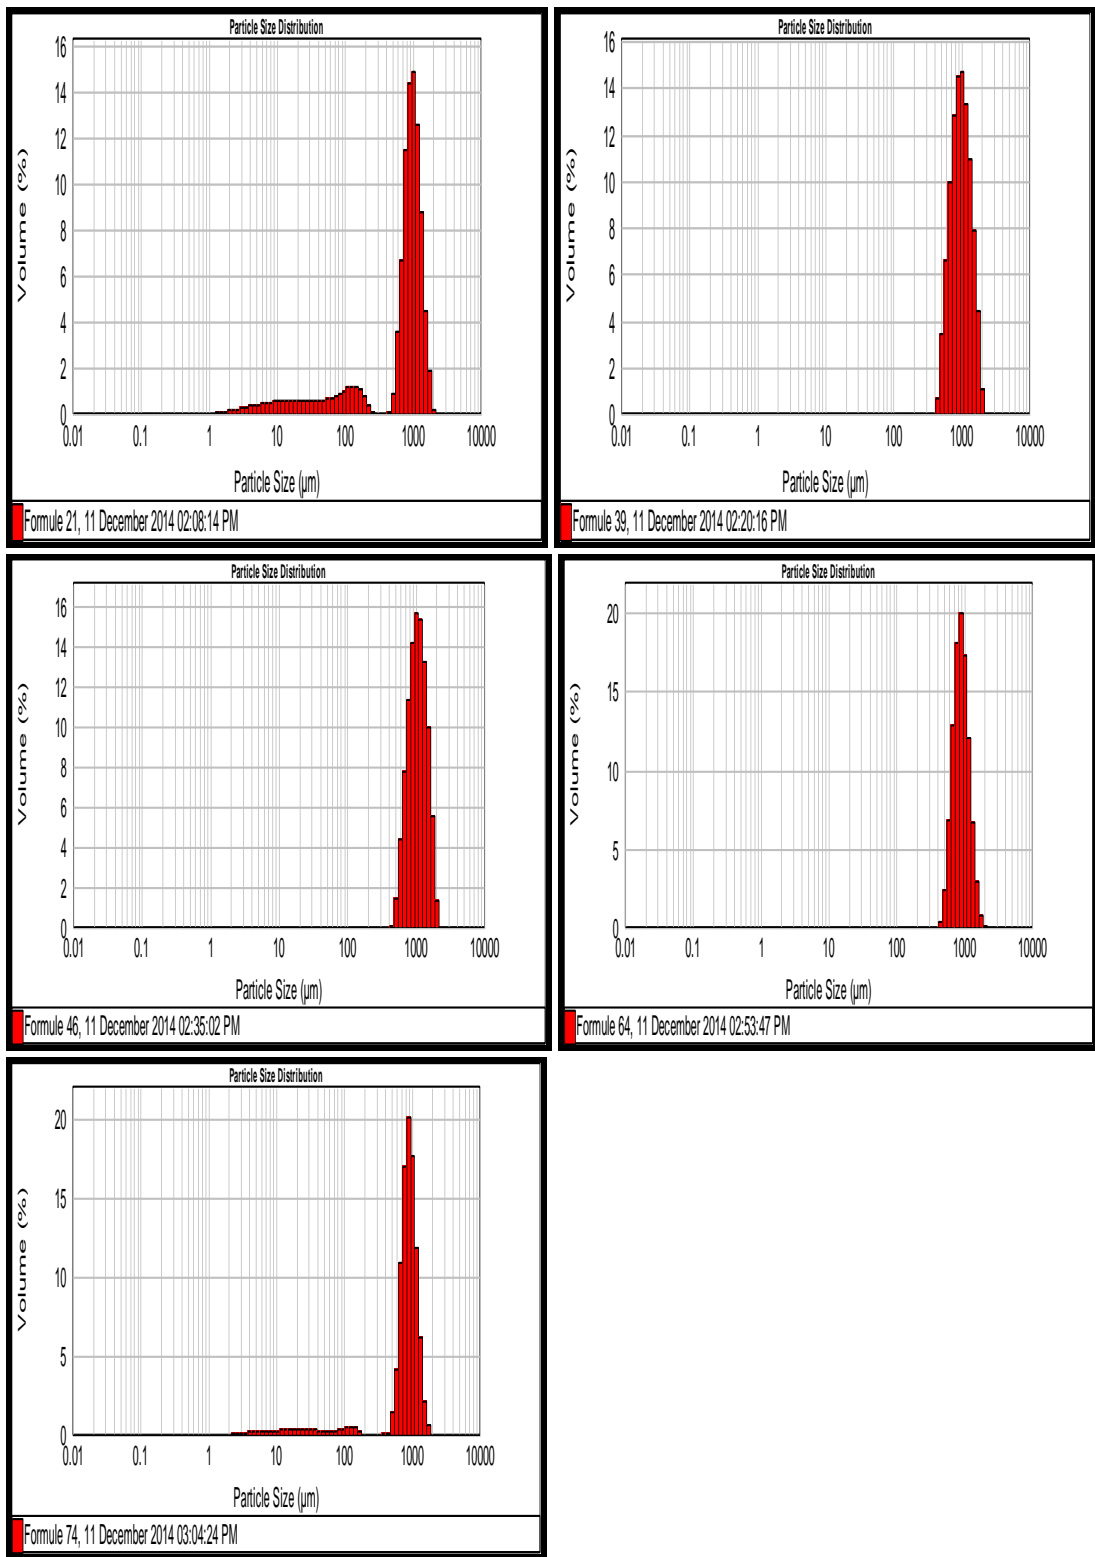 Particle Size Distribution
Volume (%)
16
14
12
10
8
6
4
2
0
0.01 0.1 1 10 100 1000 10000
Particle Size (µm)
Formule 21, 11 December 2014 02:08:14 PM
Particle Size Distribution
Volume (%)
16
14
12
10
8
6
4
2
0
0.01 0.1 1 10 100 1000 10000
Particle Size (µm)
Formule 39, 11 December 2014 02:20:16 PM
Particle Size Distribution
Volume (%)
16
14
12
10
8
6
4
2
0
0.01 0.1 1 10 100 1000 10000
Particle Size (µm)
Formule 46, 11 December 2014 02:35:02 PM
Particle Size Distribution
Volume (%)
20
15
10
5
0
0.01 0.1 1 10 100 1000 10000
Particle Size (µm)
Formule 64, 11 December 2014 02:53:47 PM
Particle Size Distribution
Volume (%)
20
15
10
5
0
0.01 0.1 1 10 100 1000 10000
Particle Size (µm)
Formule 74, 11 December 2014 03:04:24 PM